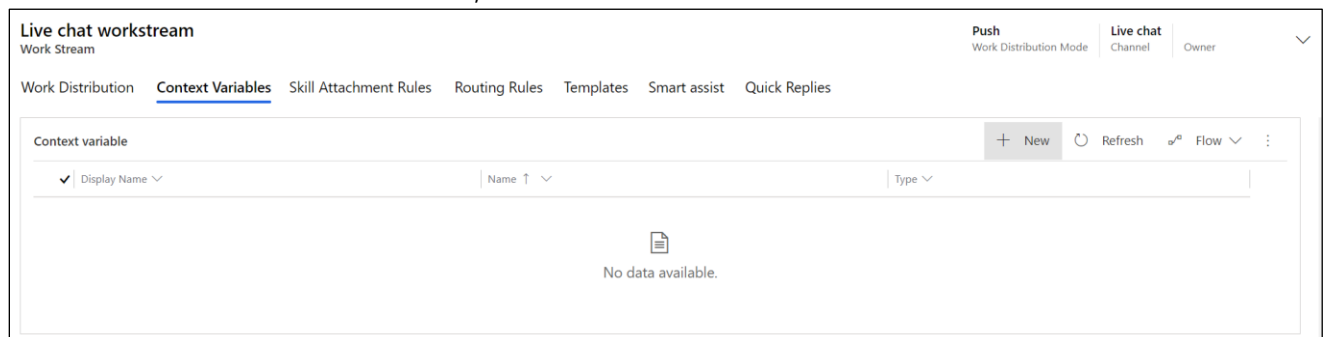 Live chat workstream
Work Stream
Push
Work Distribution Mode
Live chat
Channel
Owner
Work Distribution Context Variables Skill Attachment Rules Routing Rules Templates Smart assist Quick Replies
Context variable
New Refresh Flow
Display Name Name ↑ Type
No data available.